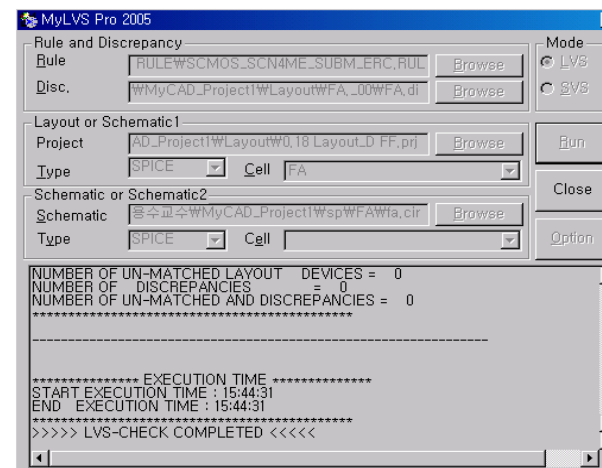 MyLVS Pro 2005
Rule and Discrepancy
Mode
Rule
RULE₩SCMOS_SCN4ME_SUBM_ERC.RUL
Browse
LVS
Disc.
₩MyCAD_Project1₩Layout₩FA._00₩FA.di
Browse
SVS
Layout or Schematic1
Project
AD_Project1₩Layout₩0.18 Layout_D FF.prj
Browse
Run
Type
SPICE
Cell
FA
Close
Schematic or Schematic2
Schematic
용수교수₩MyCAD_Project1₩sp₩FA₩fa.cir
Browse
Type
SPICE
Cell
Option
NUMBER OF UN-MATCHED LAYOUT DEVICES = 0
NUMBER OF DISCREPANCIES = 0
NUMBER OF UN-MATCHED AND DISCREPANCIES = 0
*******************************************
--------------------------------------------------------------
************** EXECUTION TIME **************
START EXECUTION TIME : 15:44:31
END EXECUTION TIME : 15:44:31
*******************************************
>>>>> LVS-CHECK COMPLETED <<<<<